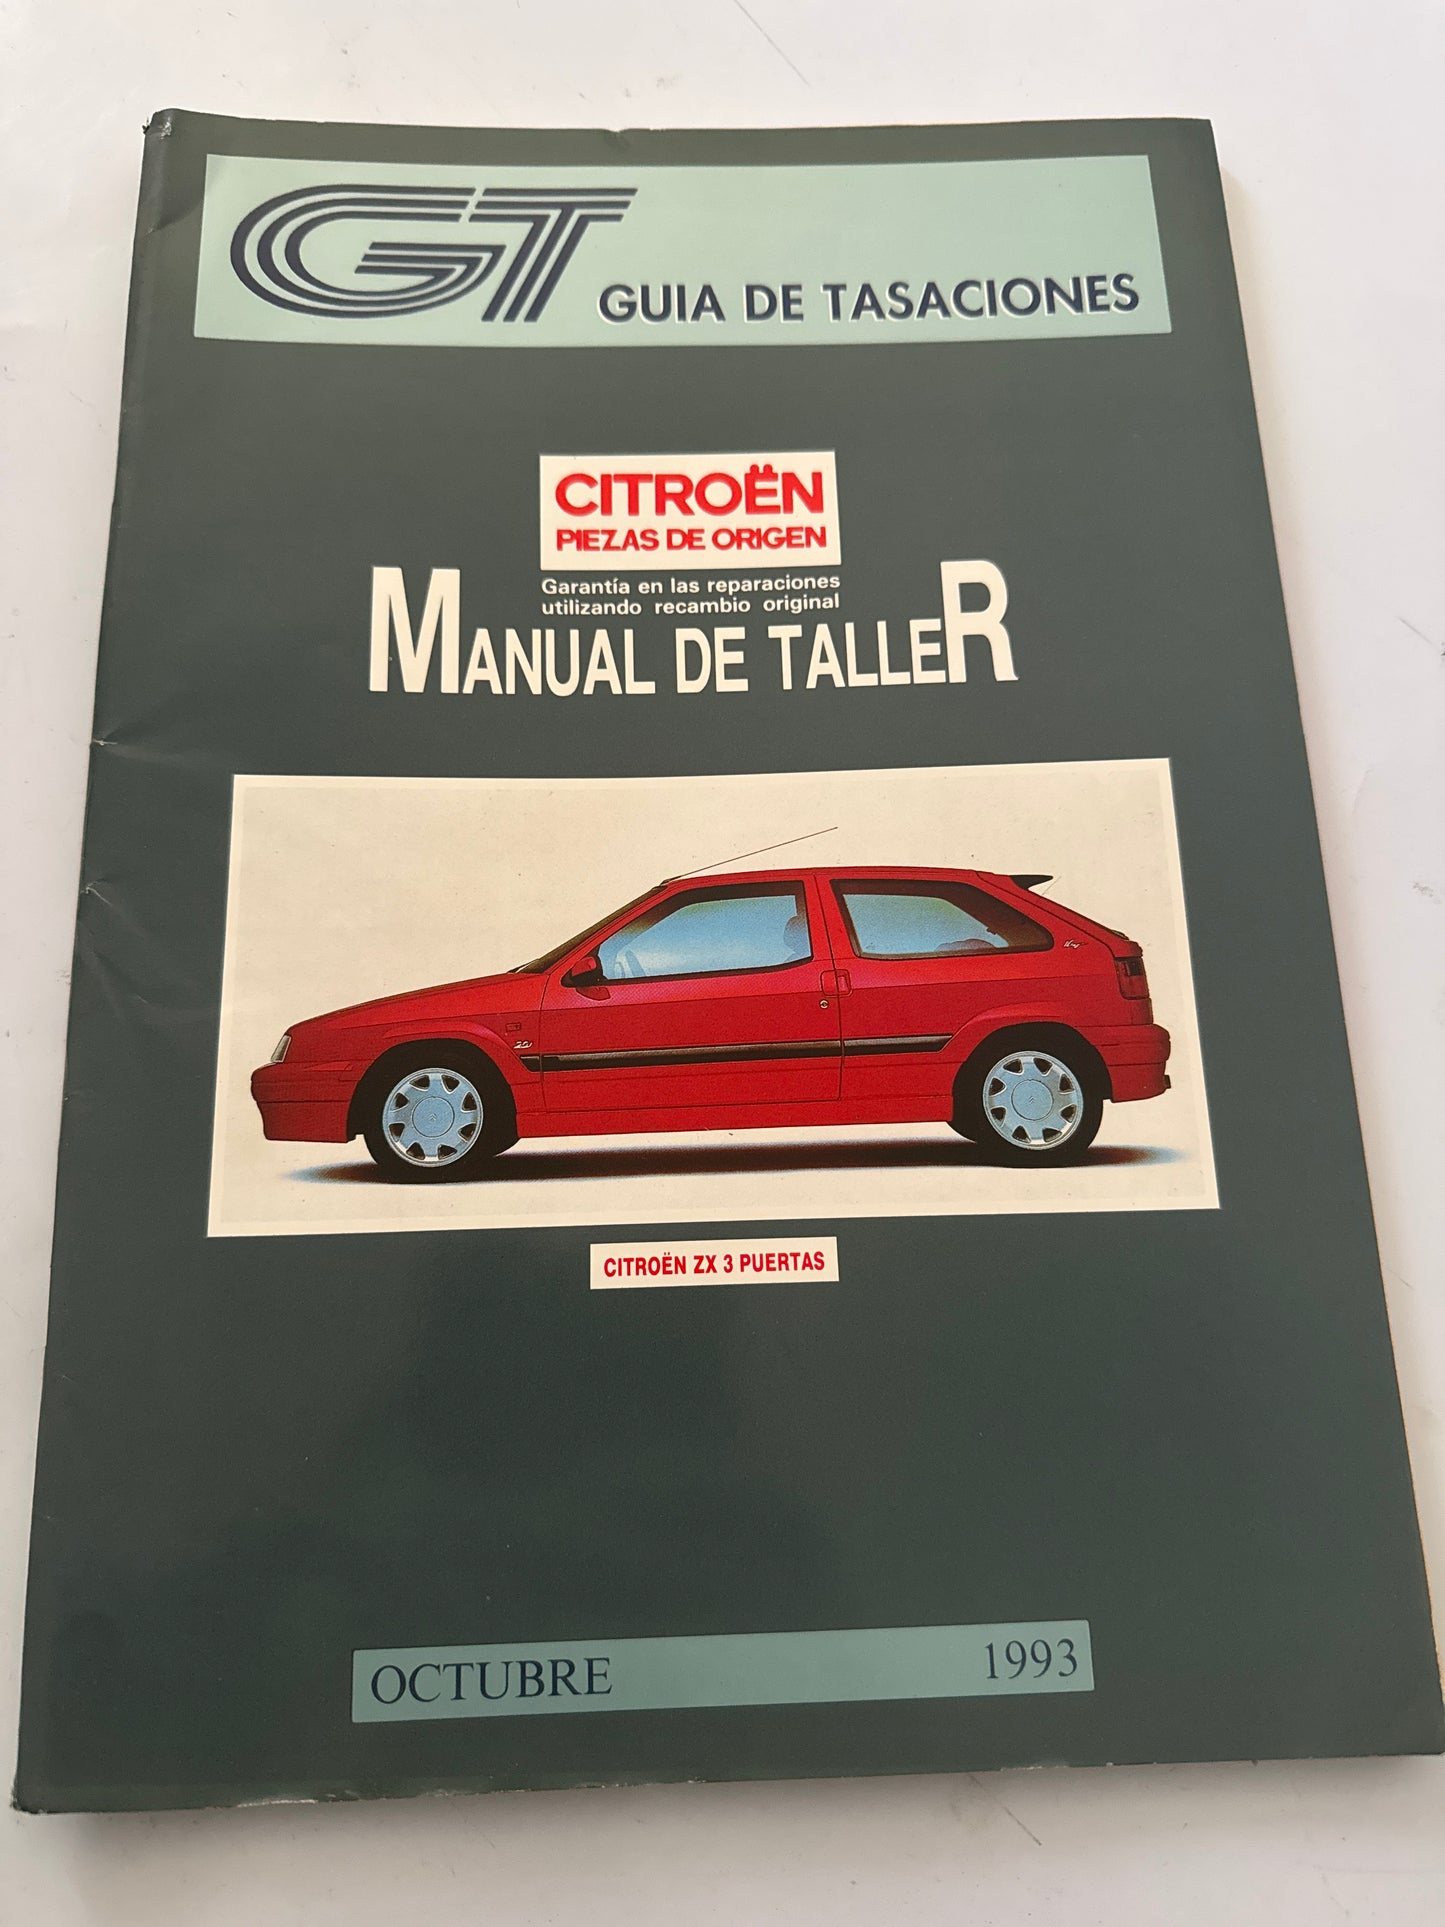 GT GUIA DE TASACIONES
CITROËN
PIEZAS DE ORIGEN
Garantía en las reparaciones
utilizando recambio original
MANUAL DE TALLER
CITROËN ZX 3 PUERTAS
OCTUBRE 1993